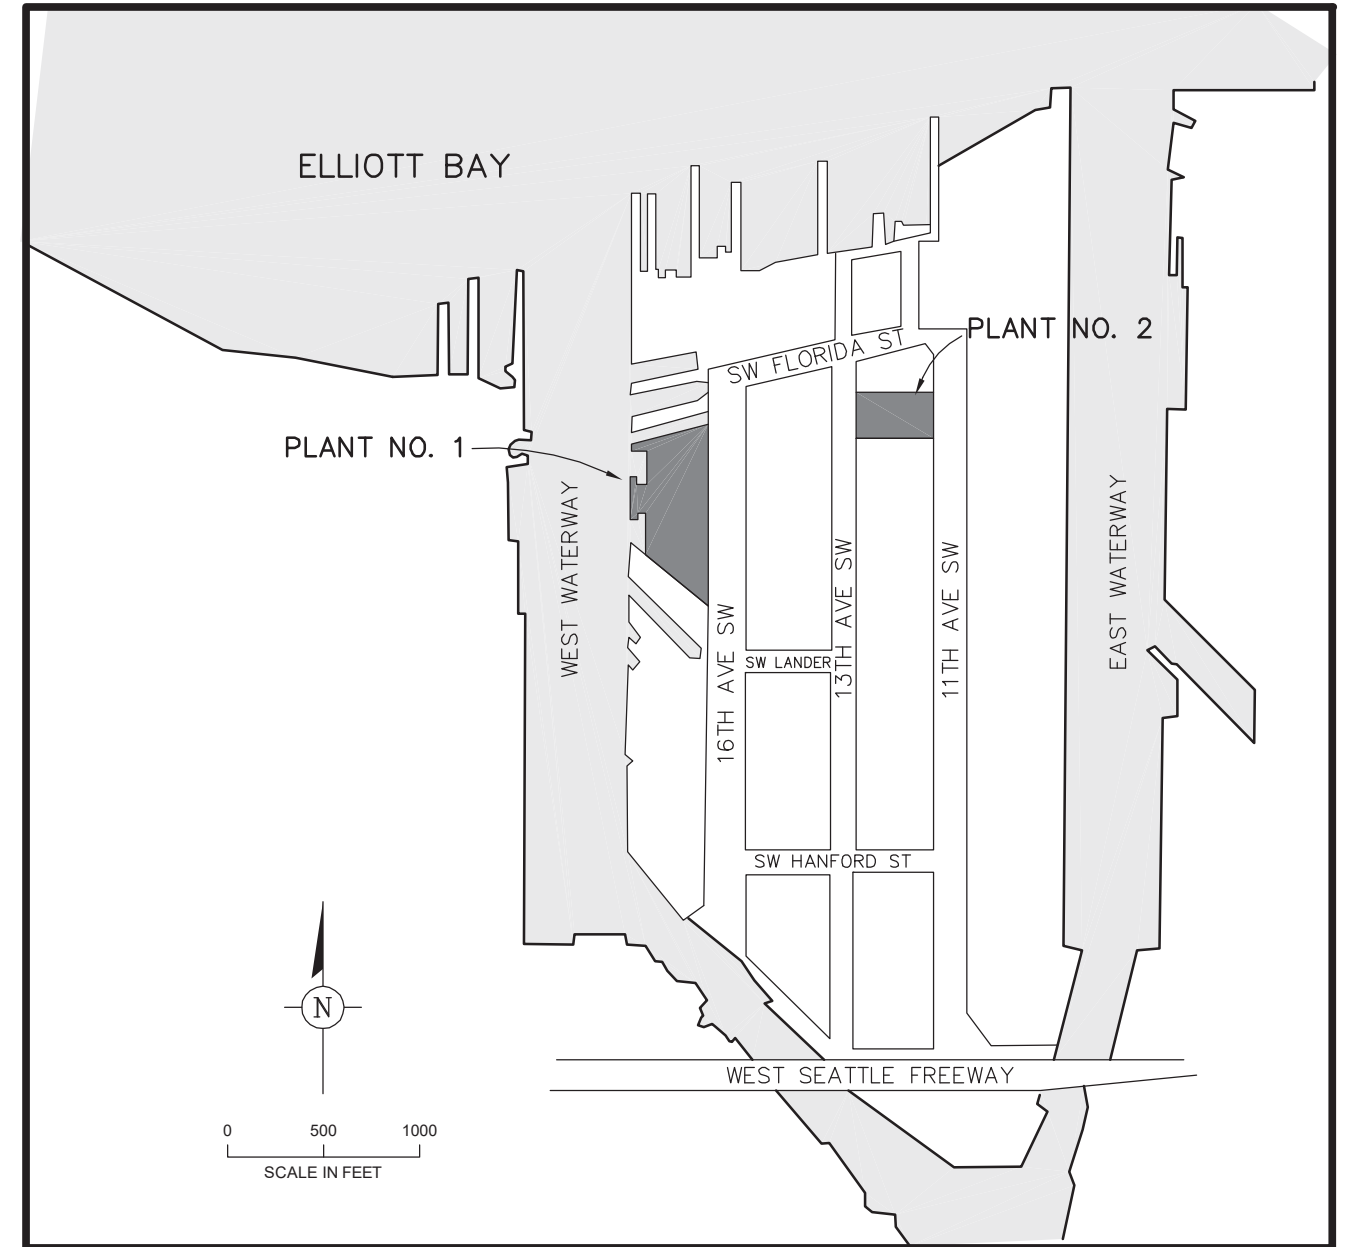 ELLIOTT BAY
PLANT NO. 2
SW FLORIDA ST
PLANT NO. 1
WEST WATERWAY
EAST WATERWAY
16TH AVE SW
13TH AVE SW
11TH AVE SW
SW LANDER
SW HANFORD ST
N
WEST SEATTLE FREEWAY
0 500 1000
SCALE IN FEET